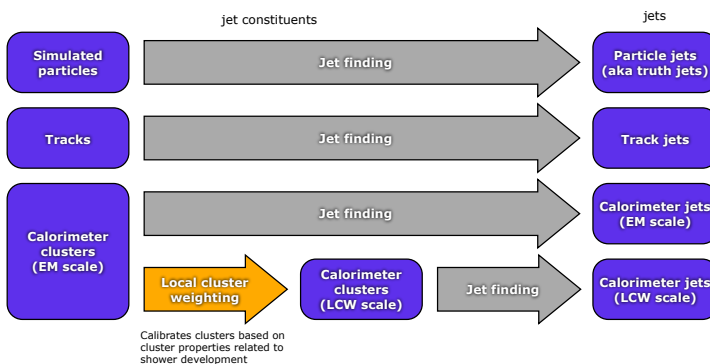 jet constituents
jets
Simulated
particles
Jet finding
Particle jets
(aka truth jets)
Tracks
Jet finding
Track jets
Calorimeter
clusters
(EM scale)
Jet finding
Calorimeter jets
(EM scale)
Local cluster
weighting
Calorimeter
clusters
(LCW scale)
Jet finding
Calorimeter jets
(LCW scale)
Calibrates clusters based on
cluster properties related to
shower development